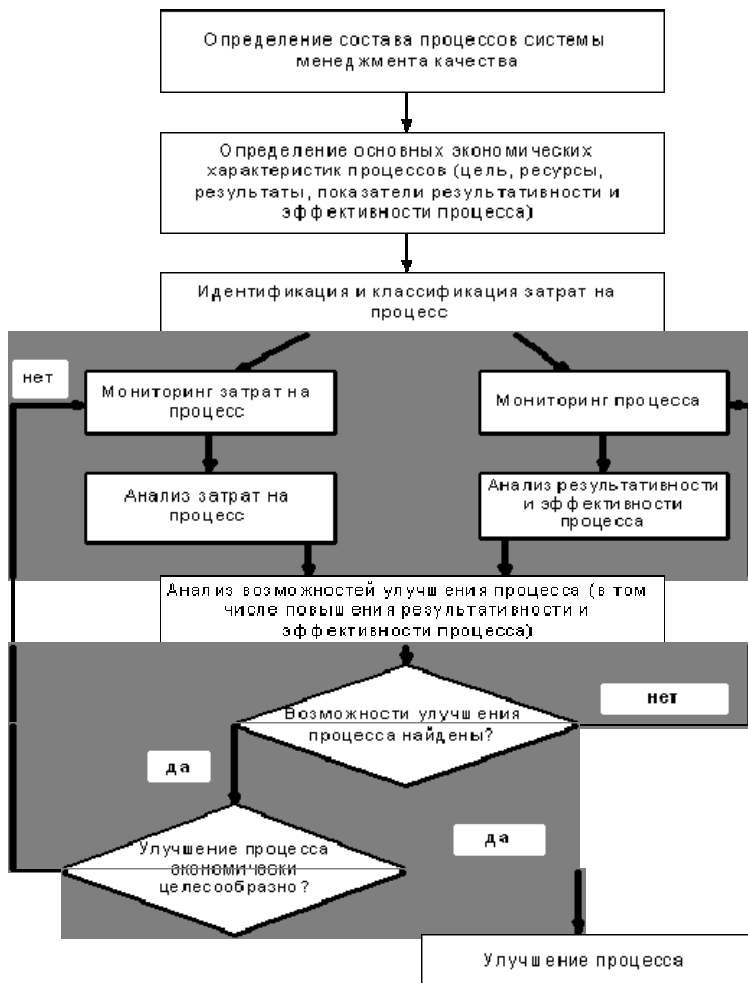 Определение состава процессов системы
менеджмента качества
Определение основных экономических
характеристик процессов (цель, ресурсы,
результаты, показатели результативности и
эффективности процесса)
Идентификация и классификация затрат на
процесс
нет
Мониторинг затрат на
процесс
Мониторинг процесса
Анализ затрат на
процесс
Анализ результативности
и эффективности
процесса
Анализ возможностей улучшения процесса (в том
числе повышения результативности и
эффективности процесса)
нет
Возможности улучшения
процесса найдены?
да
да
Улучшение процесса
экономически
целесообразно?
Улучшение процесса